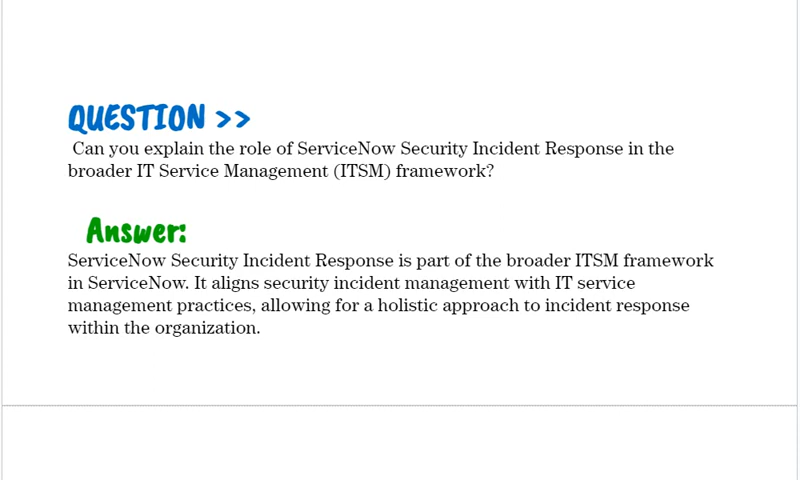 QUESTION >>
Can you explain the role of ServiceNow Security Incident Response in the
broader IT Service Management (ITSM) framework?
Answer:
ServiceNow Security Incident Response is part of the broader ITSM framework
in ServiceNow. It aligns security incident management with IT service
management practices, allowing for a holistic approach to incident response
within the organization.